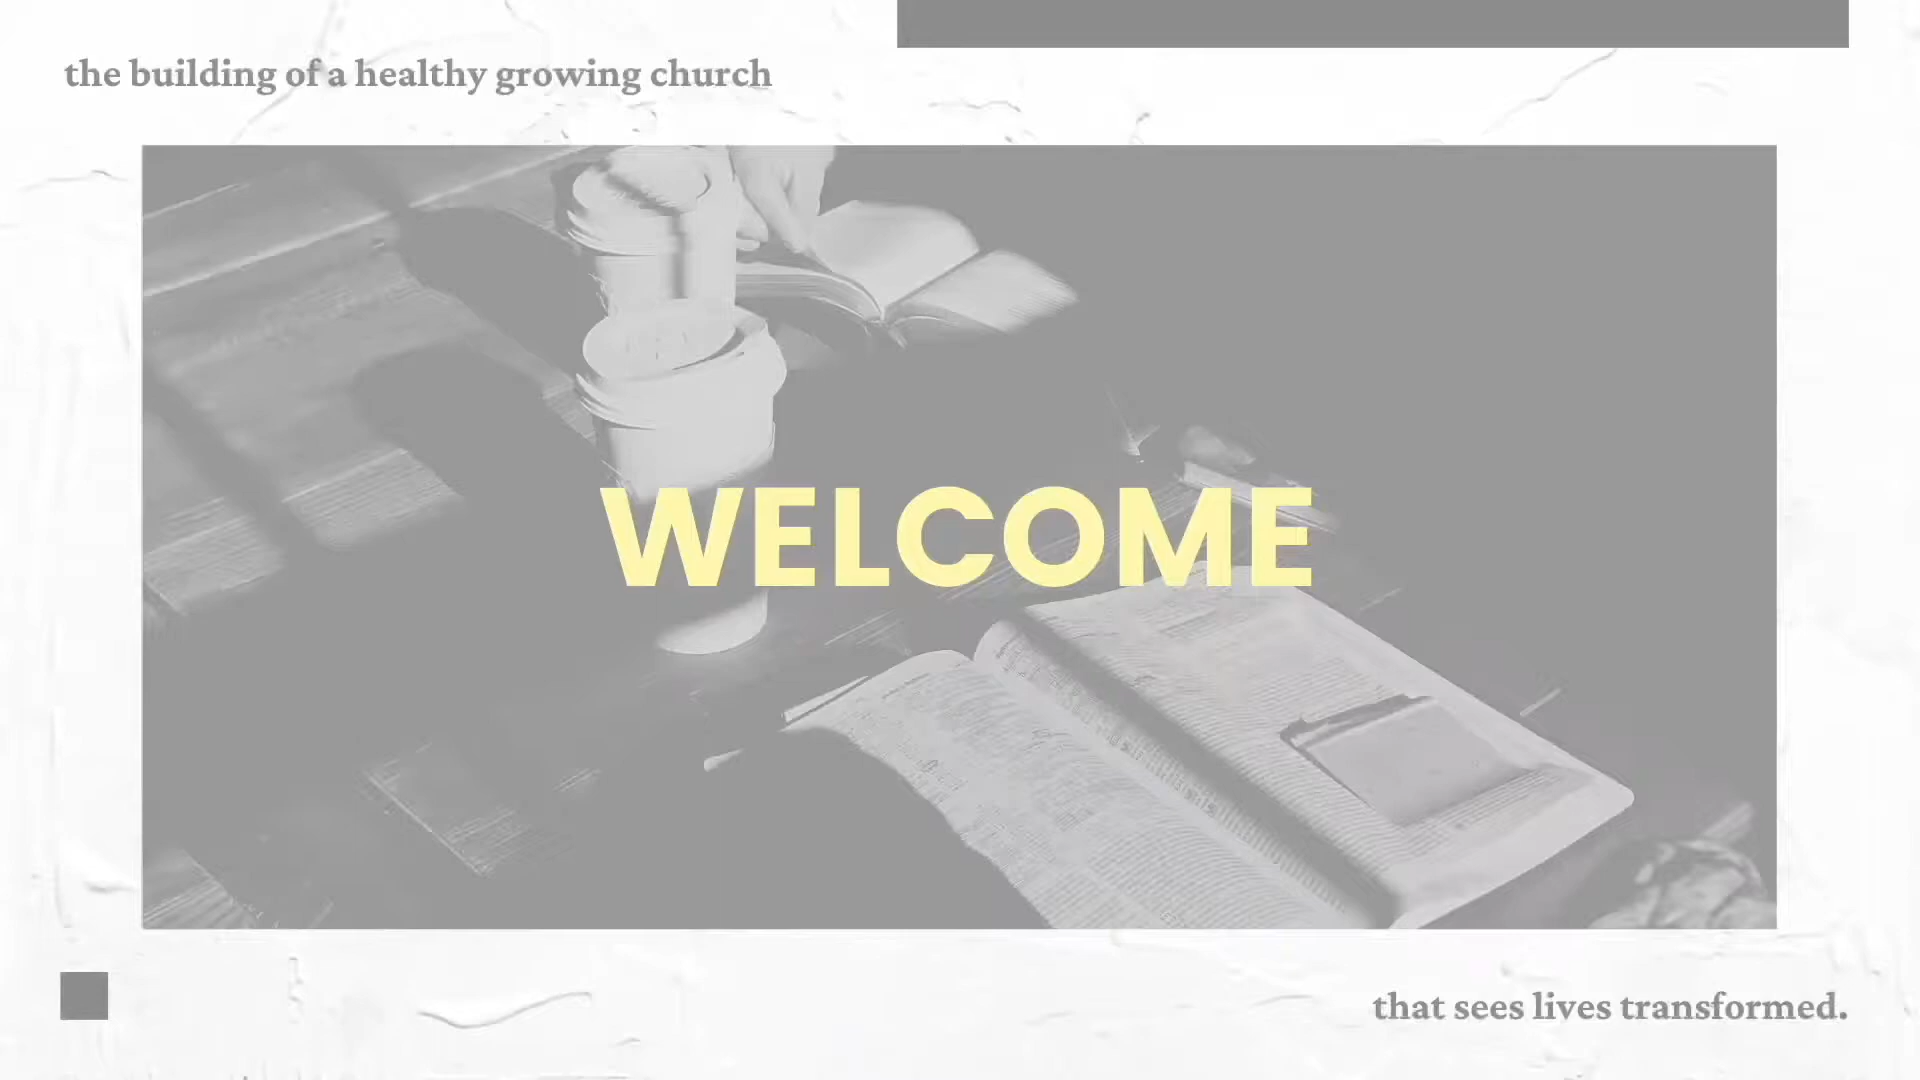 the building of a healthy growing church
WELCOME
that sees lives transformed.